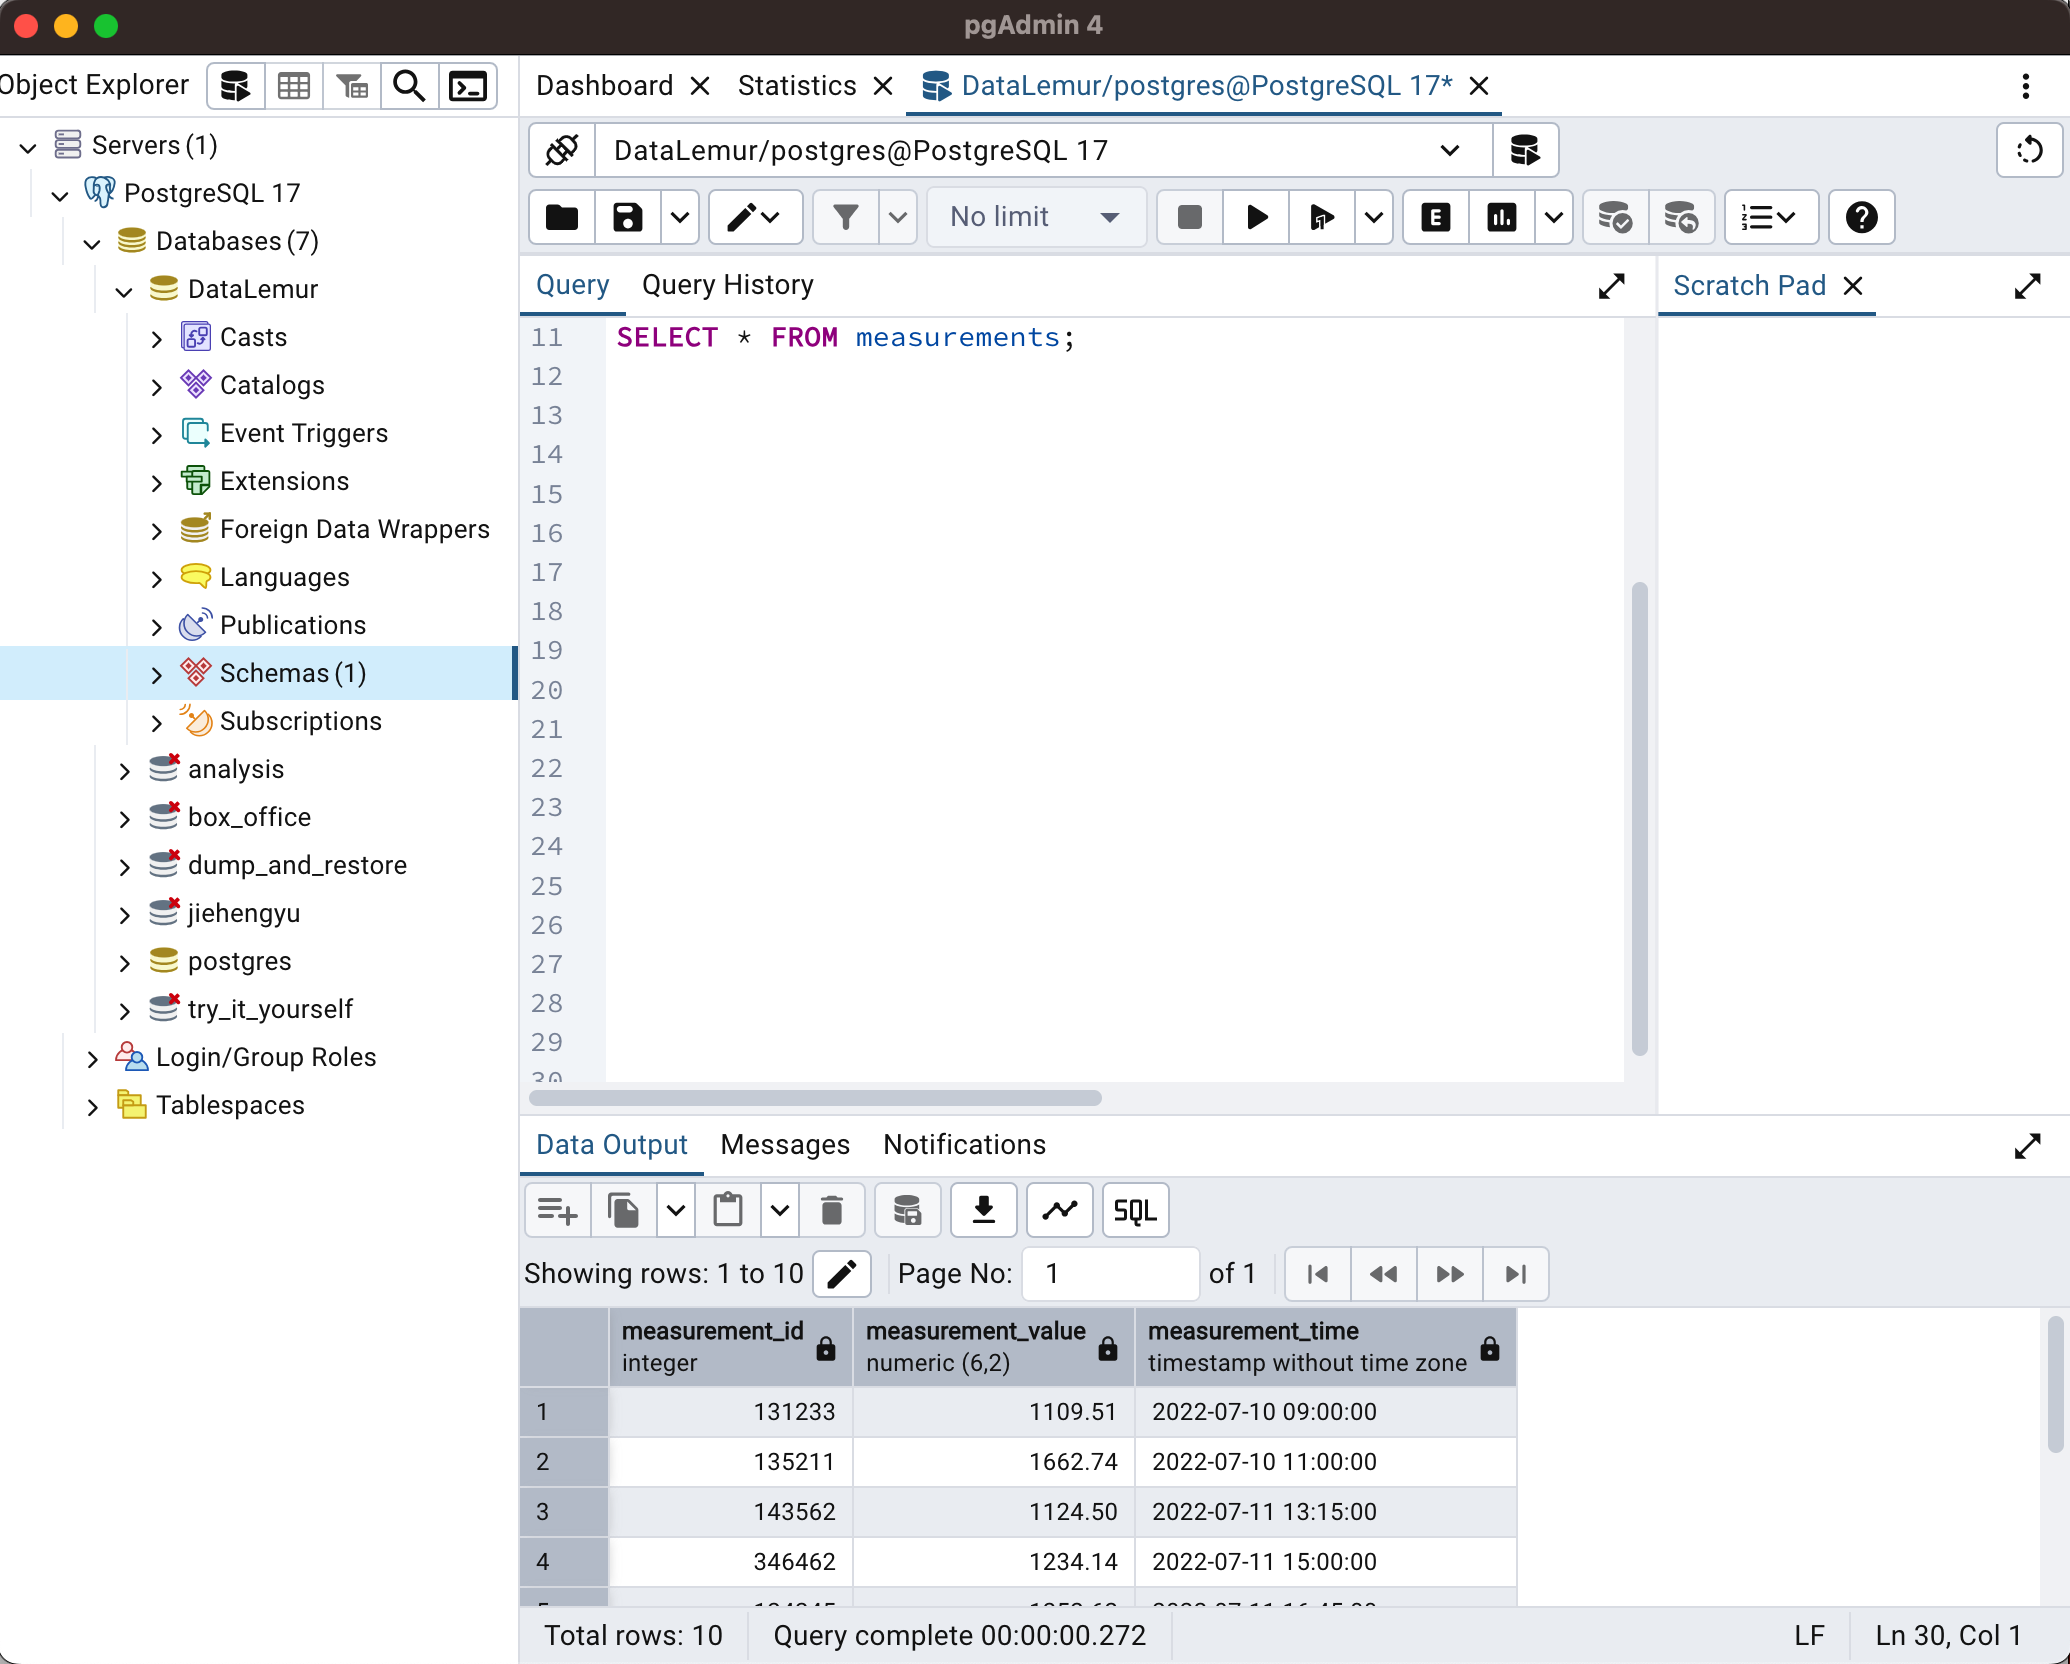 pgAdmin 4
Object Explorer
Dashboard
Statistics
DataLemur/postgres@PostgreSQL 17*
Servers (1)
PostgreSQL 17
Databases (7)
DataLemur
Casts
Catalogs
Event Triggers
Extensions
Foreign Data Wrappers
Languages
Publications
Schemas (1)
Subscriptions
analysis
box_office
dump_and_restore
jiehengyu
postgres
try_it_yourself
Login/Group Roles
Tablespaces
DataLemur/postgres@PostgreSQL 17
No limit
E
Query
Query History
Scratch Pad
11 SELECT * FROM measurements;
12
13
14
15
16
17
18
19
20
21
22
23
24
25
26
27
28
29
30
Data Output
Messages
Notifications
SQL
Showing rows: 1 to 10
Page No: 1 of 1
measurement_id integer
measurement_value numeric (6,2)
measurement_time timestamp without time zone
1 131233 1109.51 2022-07-10 09:00:00
2 135211 1662.74 2022-07-10 11:00:00
3 143562 1124.50 2022-07-11 13:15:00
4 346462 1234.14 2022-07-11 15:00:00
Total rows: 10
Query complete 00:00:00.272
LF
Ln 30, Col 1